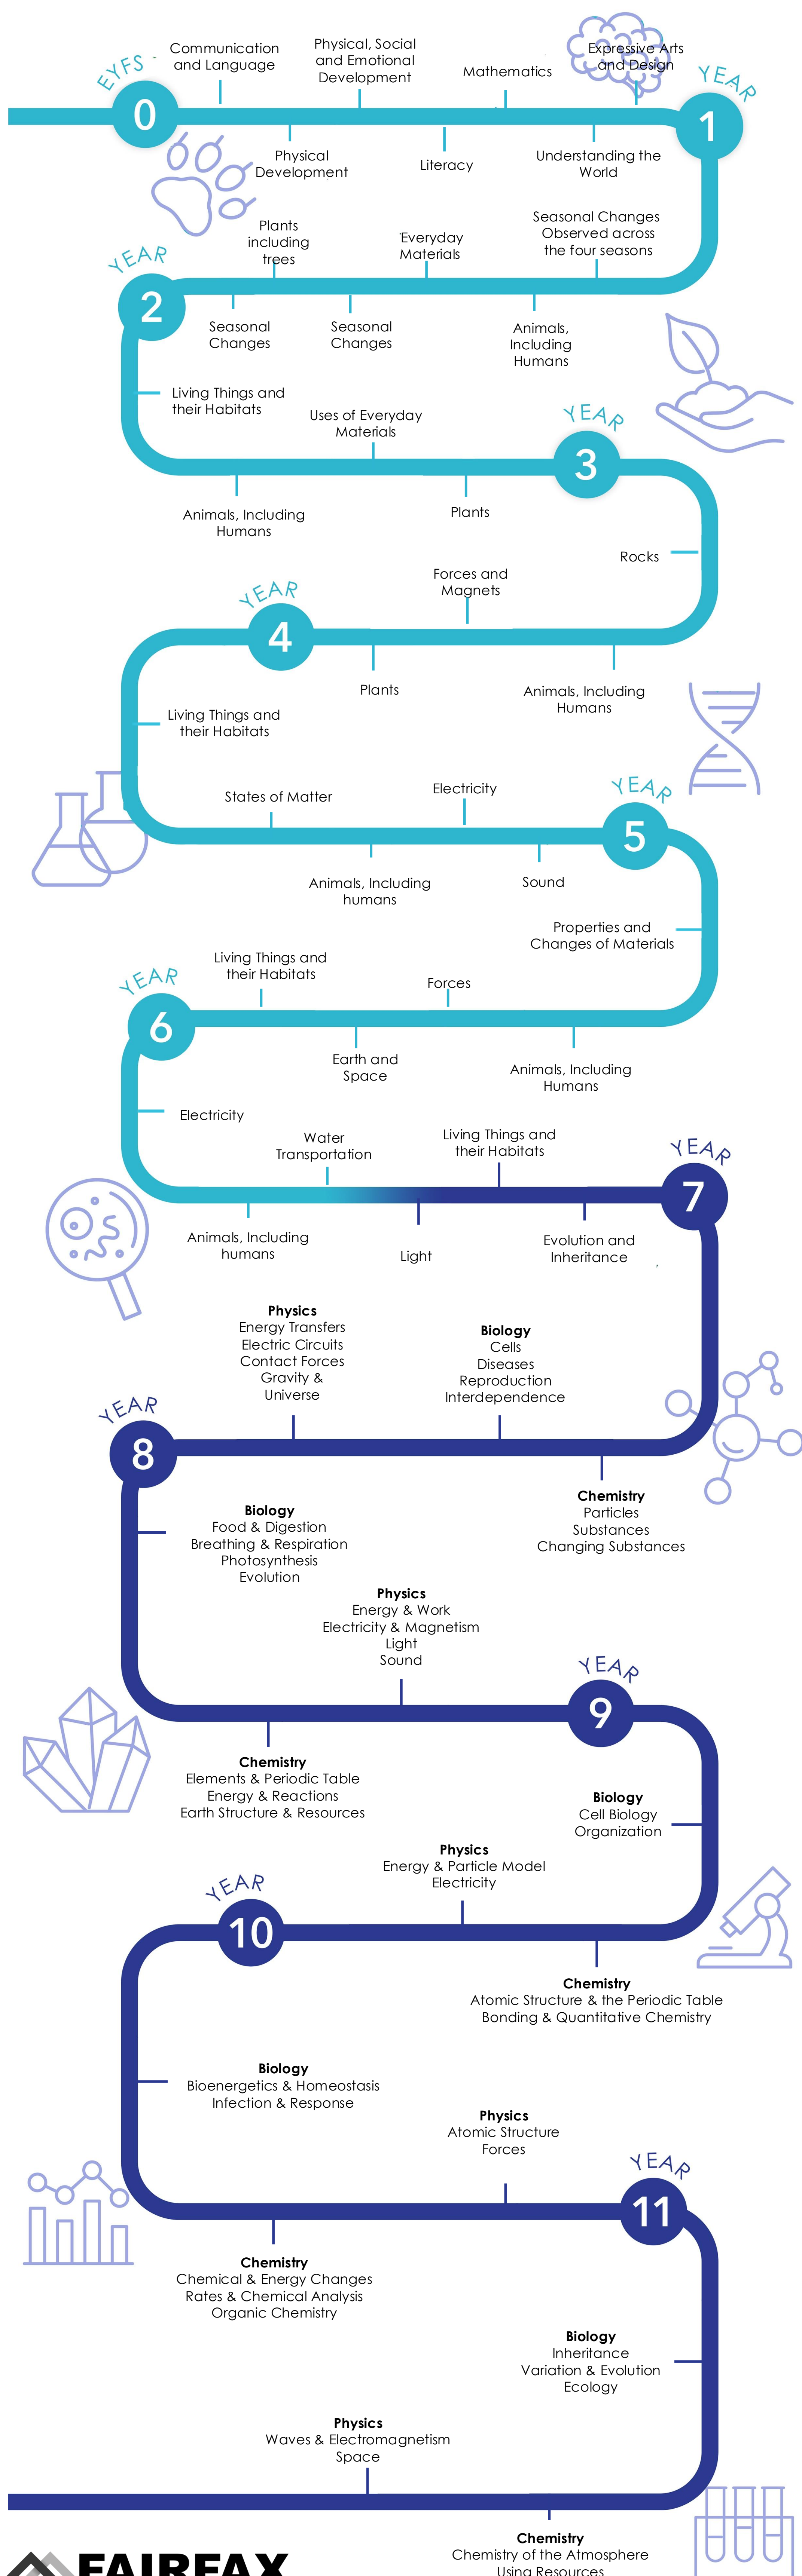 EYFS
0
Communication
and Language
Physical, Social
and Emotional
Development
Mathematics
Expressive Arts
and Design
YEAR
1
Physical
Development
Literacy
Understanding the
World
Seasonal Changes
Observed across
the four seasons
Everyday
Materials
Plants
including
trees
YEAR
2
Seasonal
Changes
Seasonal
Changes
Animals,
Including
Humans
Living Things and
their Habitats
Uses of Everyday
Materials
YEAR
3
Animals, Including
Humans
Plants
Rocks
Forces and
Magnets
YEAR
4
Plants
Animals, Including
Humans
Living Things and
their Habitats
States of Matter
Electricity
YEAR
5
Animals, Including
humans
Sound
Properties and
Changes of Materials
Living Things and
their Habitats
Forces
YEAR
6
Earth and
Space
Animals, Including
Humans
Electricity
Water
Transportation
Living Things and
their Habitats
YEAR
7
Animals, Including
humans
Light
Evolution and
Inheritance
Physics
Energy Transfers
Electric Circuits
Contact Forces
Gravity &
Universe
Biology
Cells
Diseases
Reproduction
Interdependence
YEAR
8
Chemistry
Particles
Substances
Changing Substances
Biology
Food & Digestion
Breathing & Respiration
Photosynthesis
Evolution
Physics
Energy & Work
Electricity & Magnetism
Light
Sound
YEAR
9
Chemistry
Elements & Periodic Table
Energy & Reactions
Earth Structure & Resources
Biology
Cell Biology
Organization
Physics
Energy & Particle Model
Electricity
YEAR
10
Chemistry
Atomic Structure & the Periodic Table
Bonding & Quantitative Chemistry
Biology
Bioenergetics & Homeostasis
Infection & Response
Physics
Atomic Structure
Forces
YEAR
11
Chemistry
Chemical & Energy Changes
Rates & Chemical Analysis
Organic Chemistry
Biology
Inheritance
Variation & Evolution
Ecology
Physics
Waves & Electromagnetism
Space
Chemistry
Chemistry of the Atmosphere
Using Resources
FAIRFAX